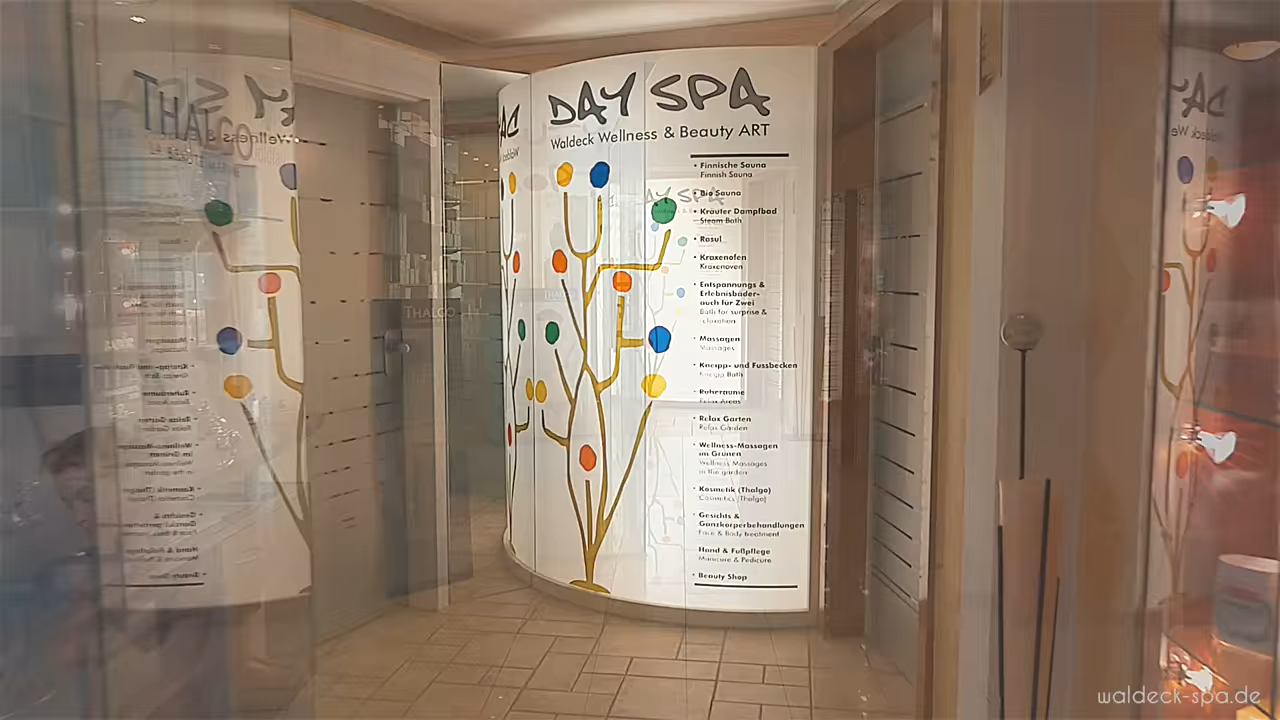 DAY SPA
Waldeck Wellness & Beauty ART
• Finnische Sauna
Finnish Sauna
• Bio Sauna
• Kräuter Dampfbad
Steam Bath
• Rasul
• Kraxenofen
Kraxenoven
• Entspannungs &
Erlebnisbäder-
auch für Zwei
Bath for surprise &
relaxation
• Massagen
Massages
• Kneipp- und Fussbecken
Kneipp Bath
• Ruheräume
Relax Areas
• Relax Garten
Relax Garden
• Wellness-Massagen
im Grünen
Wellness Massages
in the garden
• Kosmetik (Thalgo)
Cosmetics (Thalgo)
• Gesichts &
Ganzkörperbehandlungen
Face & Body treatment
• Hand & Fußpflege
Manicure & Pedicure
• Beauty Shop
waldeck-spa.de